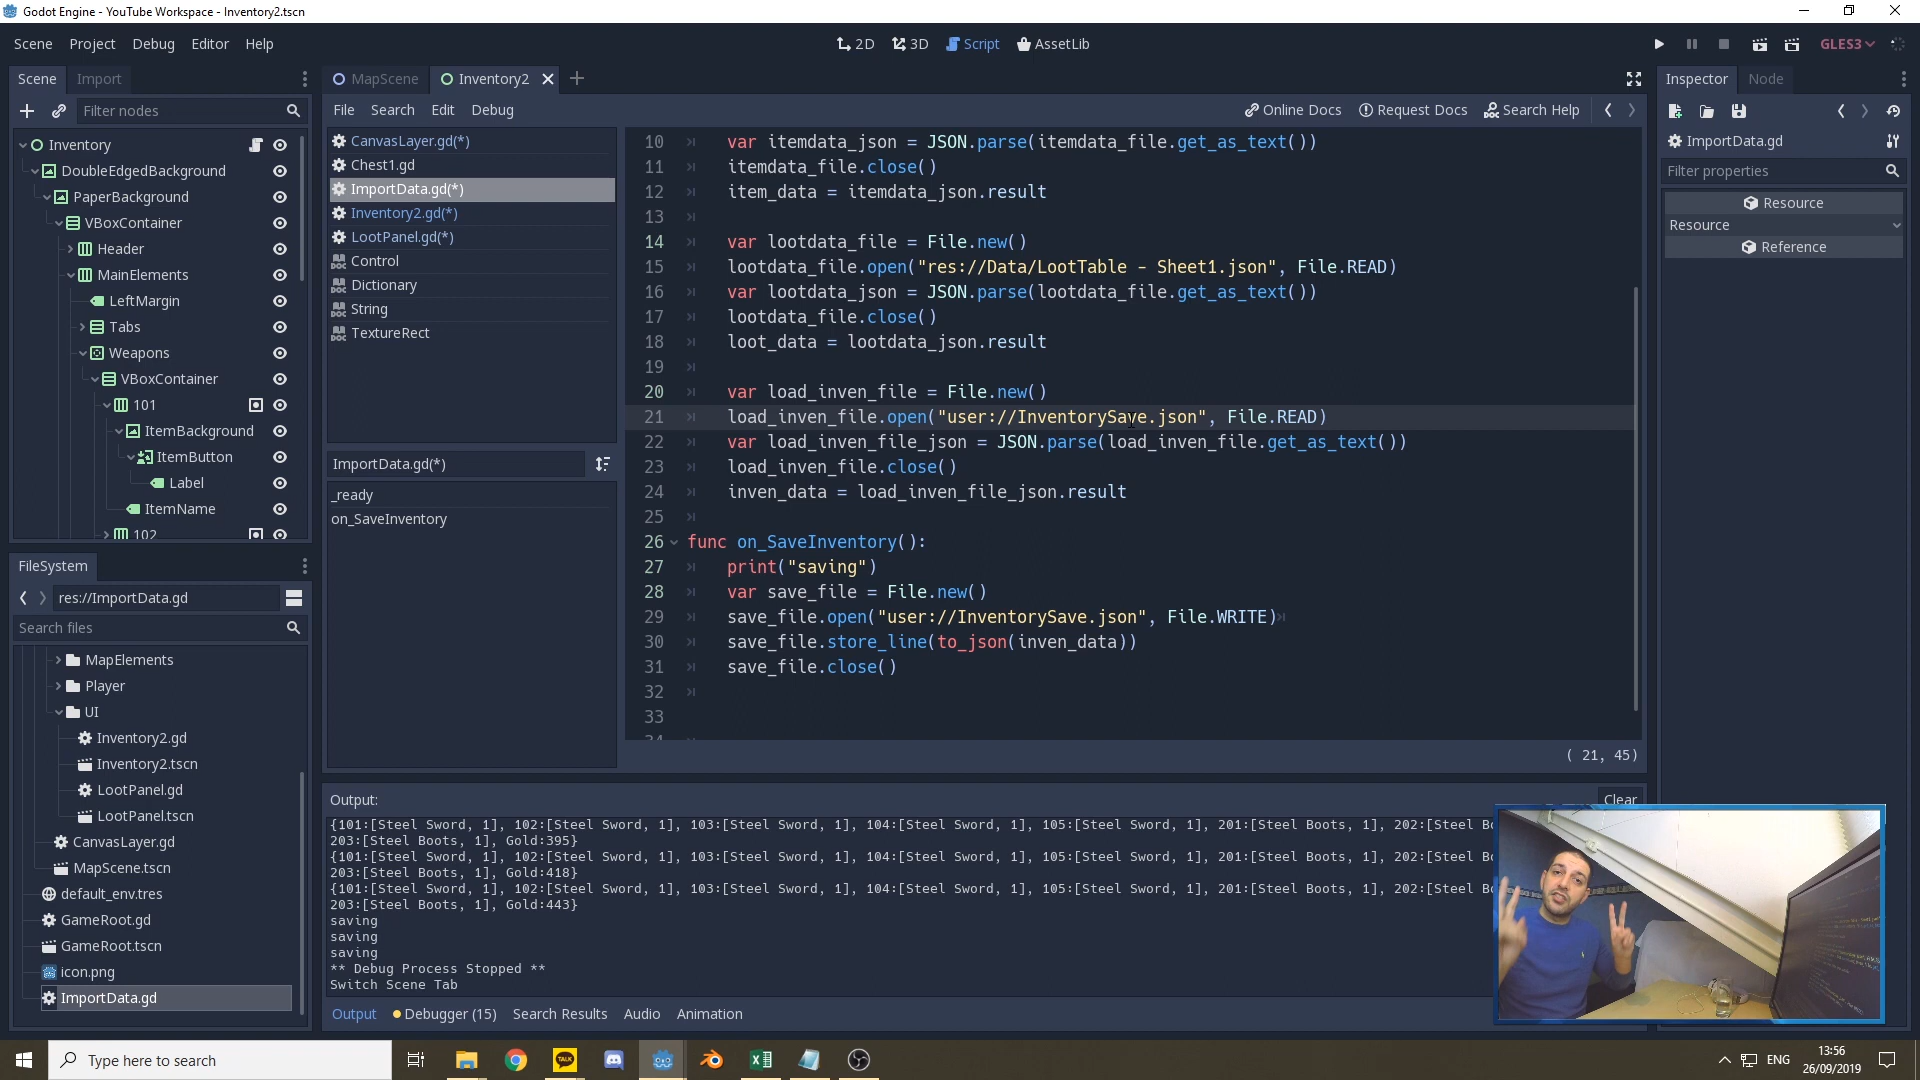 Godot Engine - YouTube Workspace - Inventory2.tscn
Scene Project Debug Editor Help
2D 3D Script AssetLib
GLES3
Scene Import
MapScene Inventory2
Inspector Node
Filter nodes
File Search Edit Debug
Online Docs Request Docs Search Help
Inventory
DoubleEdgedBackground
PaperBackground
VBoxContainer
Header
MainElements
LeftMargin
Tabs
Weapons
VBoxContainer
101
ItemBackground
ItemButton
Label
ItemName
102
CanvasLayer.gd(*)
Chest1.gd
ImportData.gd(*)
Inventory2.gd(*)
LootPanel.gd(*)
Control
Dictionary
String
TextureRect
ImportData.gd(*)
_ready
on_SaveInventory
10 var itemdata_json = JSON.parse(itemdata_file.get_as_text())
11 itemdata_file.close()
12 item_data = itemdata_json.result
13
14 var lootdata_file = File.new()
15 lootdata_file.open("res://Data/LootTable - Sheet1.json", File.READ)
16 var lootdata_json = JSON.parse(lootdata_file.get_as_text())
17 lootdata_file.close()
18 loot_data = lootdata_json.result
19
20 var load_inven_file = File.new()
21 load_inven_file.open("user://InventorySave.json", File.READ)
22 var load_inven_file_json = JSON.parse(load_inven_file.get_as_text())
23 load_inven_file.close()
24 inven_data = load_inven_file_json.result
25
26 func on_SaveInventory():
27 print("saving")
28 var save_file = File.new()
29 save_file.open("user://InventorySave.json", File.WRITE)
30 save_file.store_line(to_json(inven_data))
31 save_file.close()
32
33
34
( 21, 45)
ImportData.gd
Filter properties
Resource
Resource
Reference
FileSystem
res://ImportData.gd
Search files
MapElements
Player
UI
Inventory2.gd
Inventory2.tscn
LootPanel.gd
LootPanel.tscn
CanvasLayer.gd
MapScene.tscn
default_env.tres
GameRoot.gd
GameRoot.tscn
icon.png
ImportData.gd
Output:
Clear
{101:[Steel Sword, 1], 102:[Steel Sword, 1], 103:[Steel Sword, 1], 104:[Steel Sword, 1], 105:[Steel Sword, 1], 201:[Steel Boots, 1], 202:[Steel
203:[Steel Boots, 1], Gold:395}
{101:[Steel Sword, 1], 102:[Steel Sword, 1], 103:[Steel Sword, 1], 104:[Steel Sword, 1], 105:[Steel Sword, 1], 201:[Steel Boots, 1], 202:[Steel
203:[Steel Boots, 1], Gold:418}
{101:[Steel Sword, 1], 102:[Steel Sword, 1], 103:[Steel Sword, 1], 104:[Steel Sword, 1], 105:[Steel Sword, 1], 201:[Steel Boots, 1], 202:[Steel
203:[Steel Boots, 1], Gold:443}
saving
saving
saving
** Debug Process Stopped **
Switch Scene Tab
Output Debugger (15) Search Results Audio Animation
Type here to search
TALK
ENG
13:56
26/09/2019